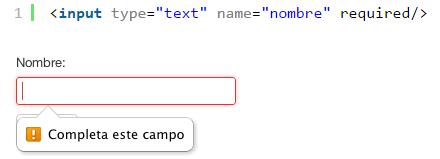 1 <input type="text" name="nombre" required/>
Nombre:
Completa este campo